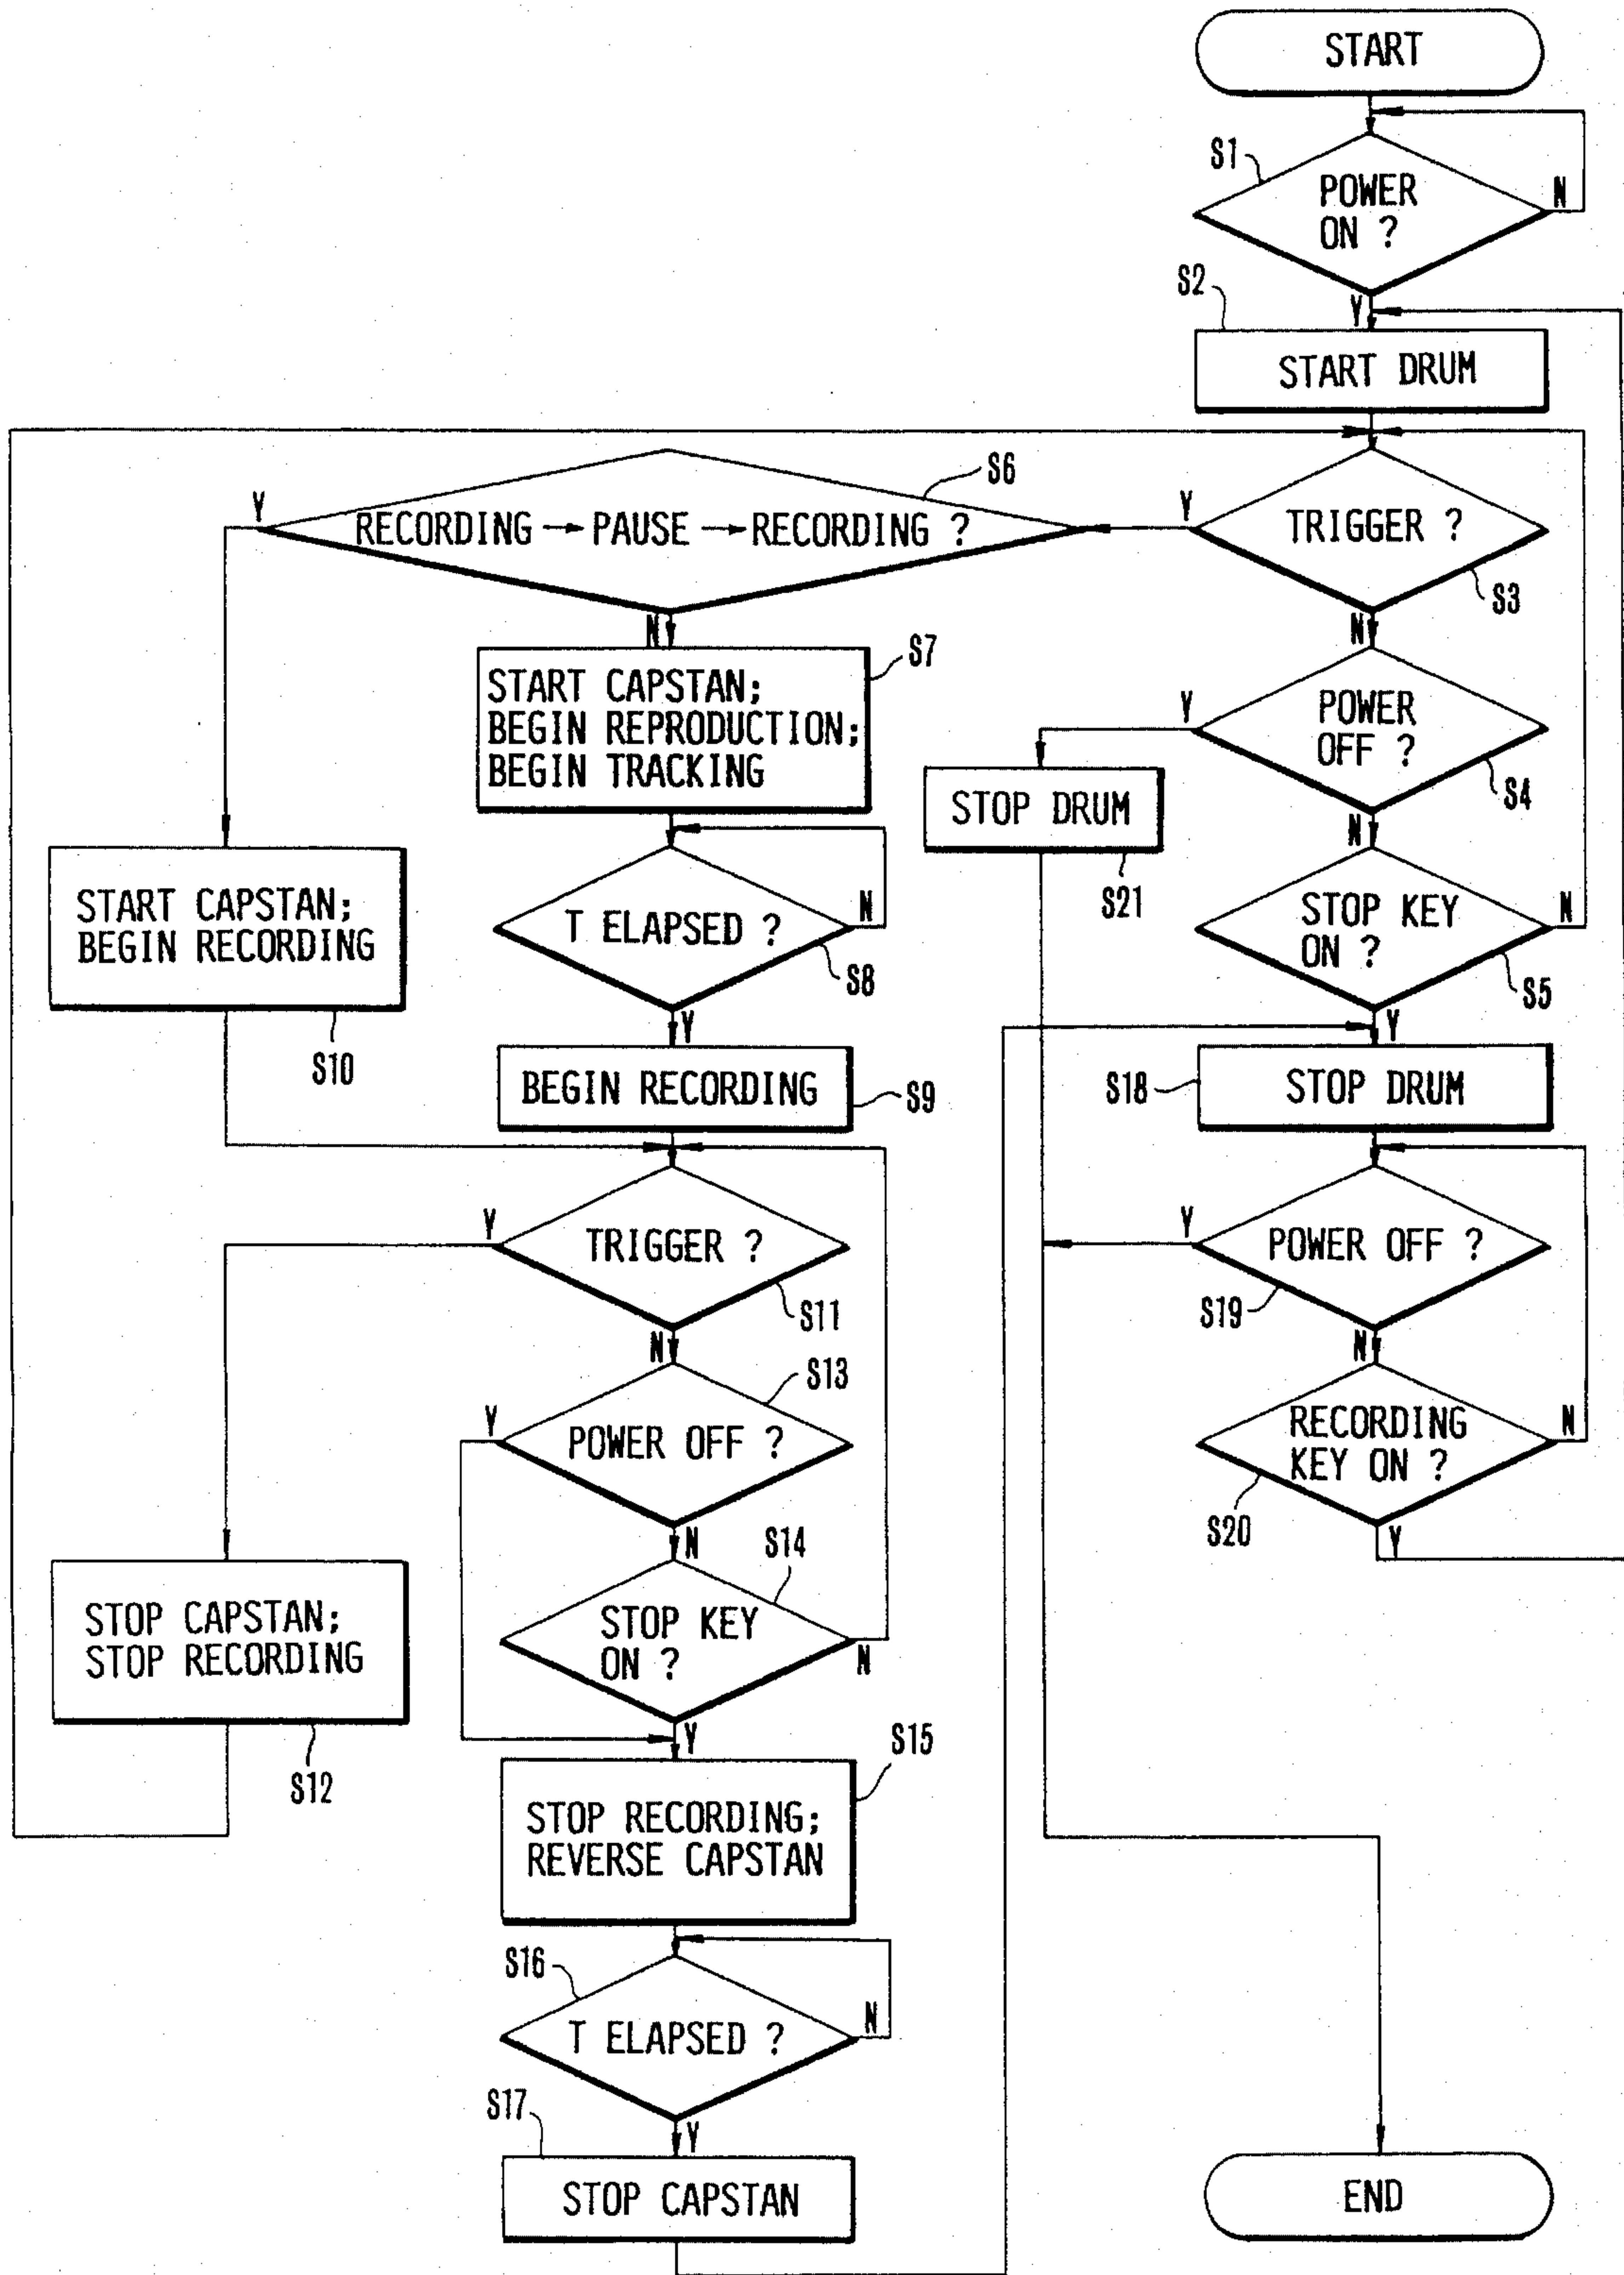 START
S1
POWER
ON ?
N
Y
S2
START DRUM
S3
TRIGGER ?
Y
N
S6
RECORDING → PAUSE → RECORDING ?
Y
N
S7
START CAPSTAN;
BEGIN REPRODUCTION;
BEGIN TRACKING
S4
POWER
OFF ?
Y
N
STOP DRUM
S21
S5
STOP KEY
ON ?
N
Y
S10
START CAPSTAN;
BEGIN RECORDING
S8
T ELAPSED ?
N
Y
S9
BEGIN RECORDING
S18
STOP DRUM
S11
TRIGGER ?
Y
N
S19
POWER OFF ?
Y
N
S13
POWER OFF ?
Y
N
S20
RECORDING
KEY ON ?
N
Y
S14
STOP KEY
ON ?
N
Y
S12
STOP CAPSTAN;
STOP RECORDING
S15
STOP RECORDING;
REVERSE CAPSTAN
S16
T ELAPSED ?
N
Y
S17
STOP CAPSTAN
END